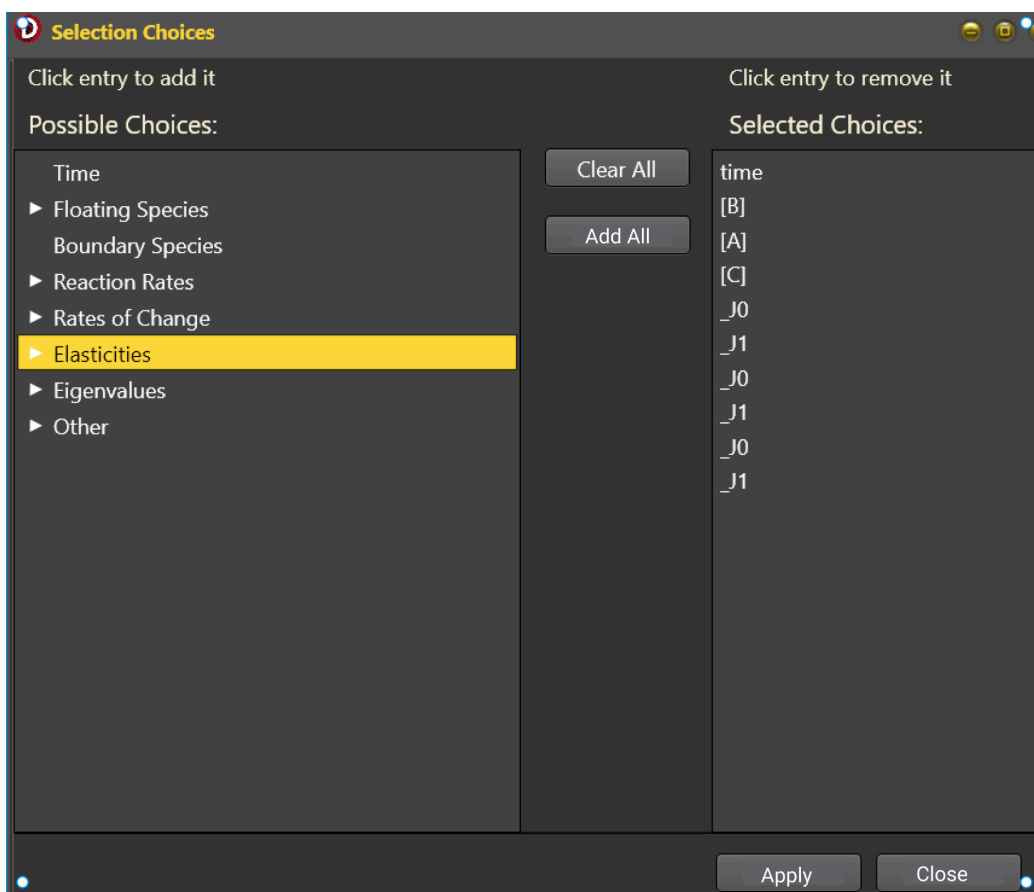 Selection Choices
Click entry to add it
Possible Choices:
Time
Floating Species
Boundary Species
Reaction Rates
Rates of Change
Elasticities
Eigenvalues
Other
Clear All
Add All
Click entry to remove it
Selected Choices:
time
[B]
[A]
[C]
_J0
_J1
_J0
_J1
_J0
_J1
Apply
Close